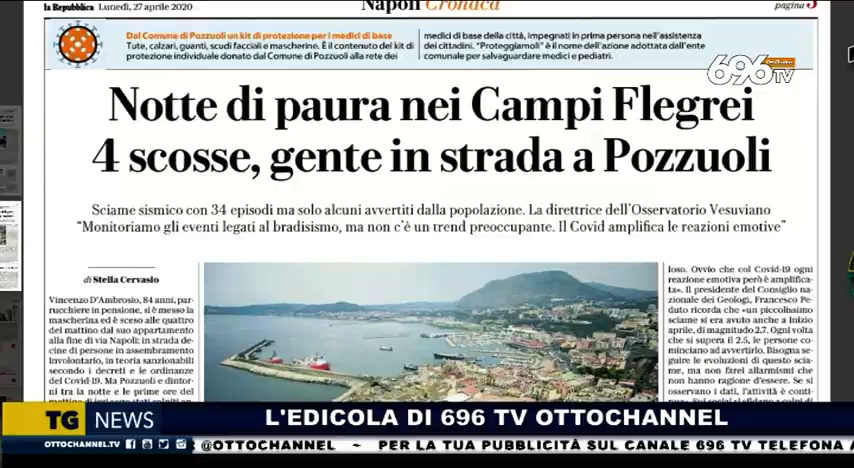 la Repubblica Lunedì, 27 aprile 2020
Napoli Cronaca
pagina 5
Dal Comune di Pozzuoli un kit di protezione per i medici di base
Tute, calzari, guanti, scudi facciali e mascherine. È il contenuto del kit di
protezione individuale donato dal Comune di Pozzuoli alla rete dei
medici di base della città, impegnati in prima persona nell'assistenza
dei cittadini. "Proteggiamoli" è il nome dell'azione adottata dall'ente
comunale per salvaguardare medici e pediatri.
696 TV
Notte di paura nei Campi Flegrei
4 scosse, gente in strada a Pozzuoli
Sciame sismico con 34 episodi ma solo alcuni avvertiti dalla popolazione. La direttrice dell'Osservatorio Vesuviano
"Monitoriamo gli eventi legati al bradisismo, ma non c'è un trend preoccupante. Il Covid amplifica le reazioni emotive"
di Stella Cervasio
Vincenzo D'Ambrosio, 84 anni, par-
rucchiere in pensione, si è messo la
mascherina ed è sceso alle quattro
del mattino dal suo appartamento
alla fine di via Napoli: in strada de-
cine di persone in assembramento
involontario, in teoria sanzionabili
secondo i decreti e le ordinanze
del Covid-19. Ma Pozzuoli e dintor-
ni tra la notte e le prime ore del
loso. Ovvio che col Covid-19 ogni
reazione emotiva però è amplifica-
ta». Il presidente del Consiglio na-
zionale dei Geologi, Francesco Pe-
duto ricorda che «un piccolissimo
sciame si era avuto anche a inizio
aprile, di magnitudo 2.7. Ogni volta
che si supera il 2.5, le persone co-
minciano ad avvertirlo. Bisogna se-
guire le evoluzioni di questo scia-
me, ma non farei allarmismi che
non hanno ragione d'essere. Se si
osservano i dati, l'attività è conti-
TG NEWS
L'EDICOLA DI 696 TV OTTOCHANNEL
OTTOCHANNEL.TV
: @OTTOCHANNEL ~ PER LA TUA PUBBLICITÀ SUL CANALE 696 TV TELEFONA A